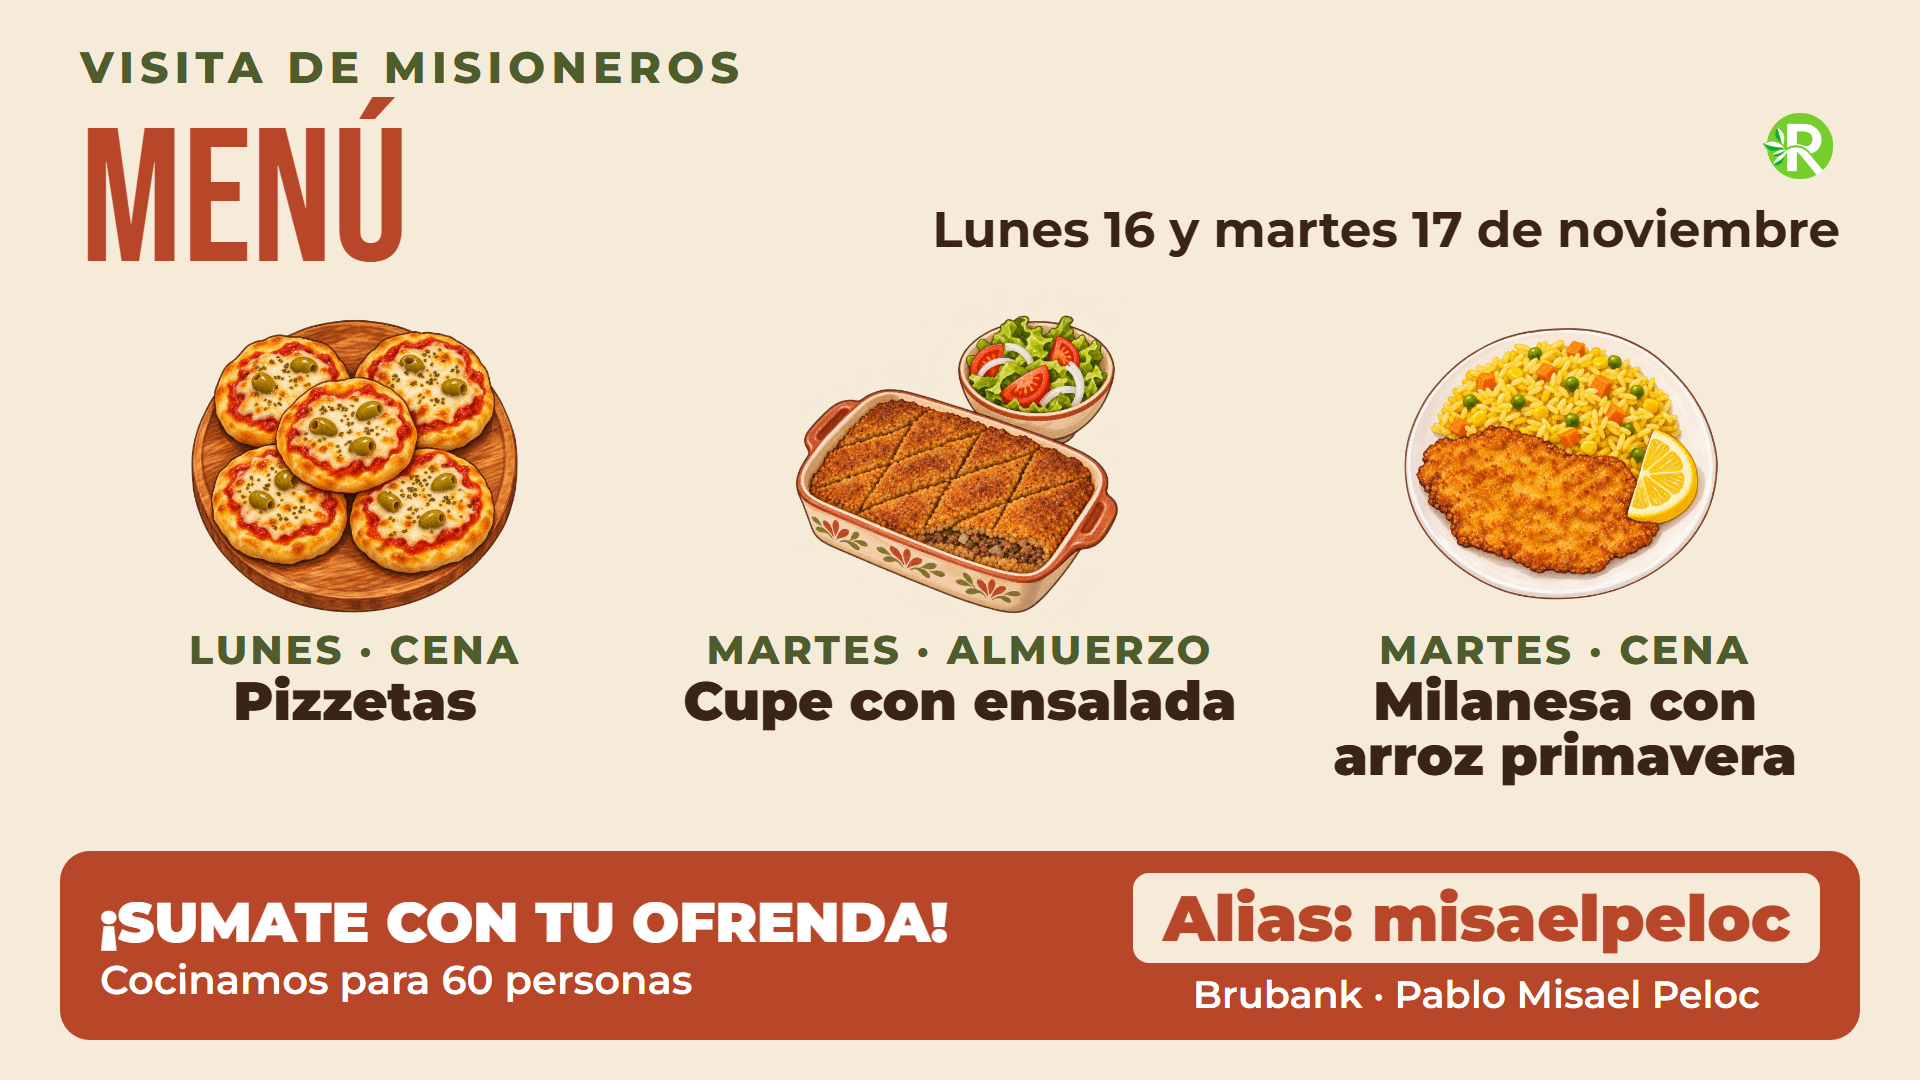 VISITA DE MISIONEROS
MENÚ
R
Lunes 16 y martes 17 de noviembre
LUNES · CENA
Pizzetas
MARTES · ALMUERZO
Cupe con ensalada
MARTES · CENA
Milanesa con
arroz primavera
¡SUMATE CON TU OFRENDA!
Cocinamos para 60 personas
Alias: misaelpeloc
Brubank · Pablo Misael Peloc